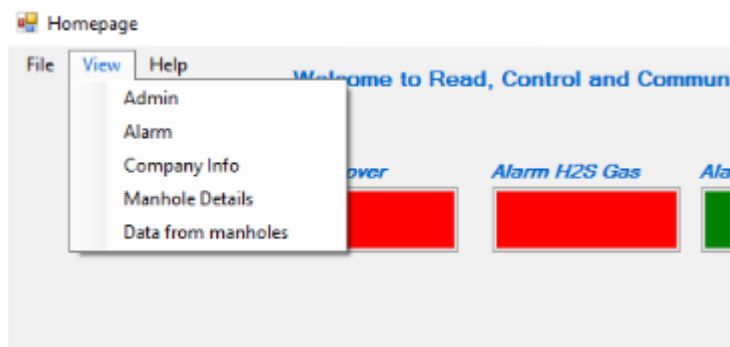 Homepage
File View Help
Welcome to Read, Control and Commun
Admin
Alarm
Company Info
Manhole Details
Data from manholes
over Alarm H2S Gas Ala